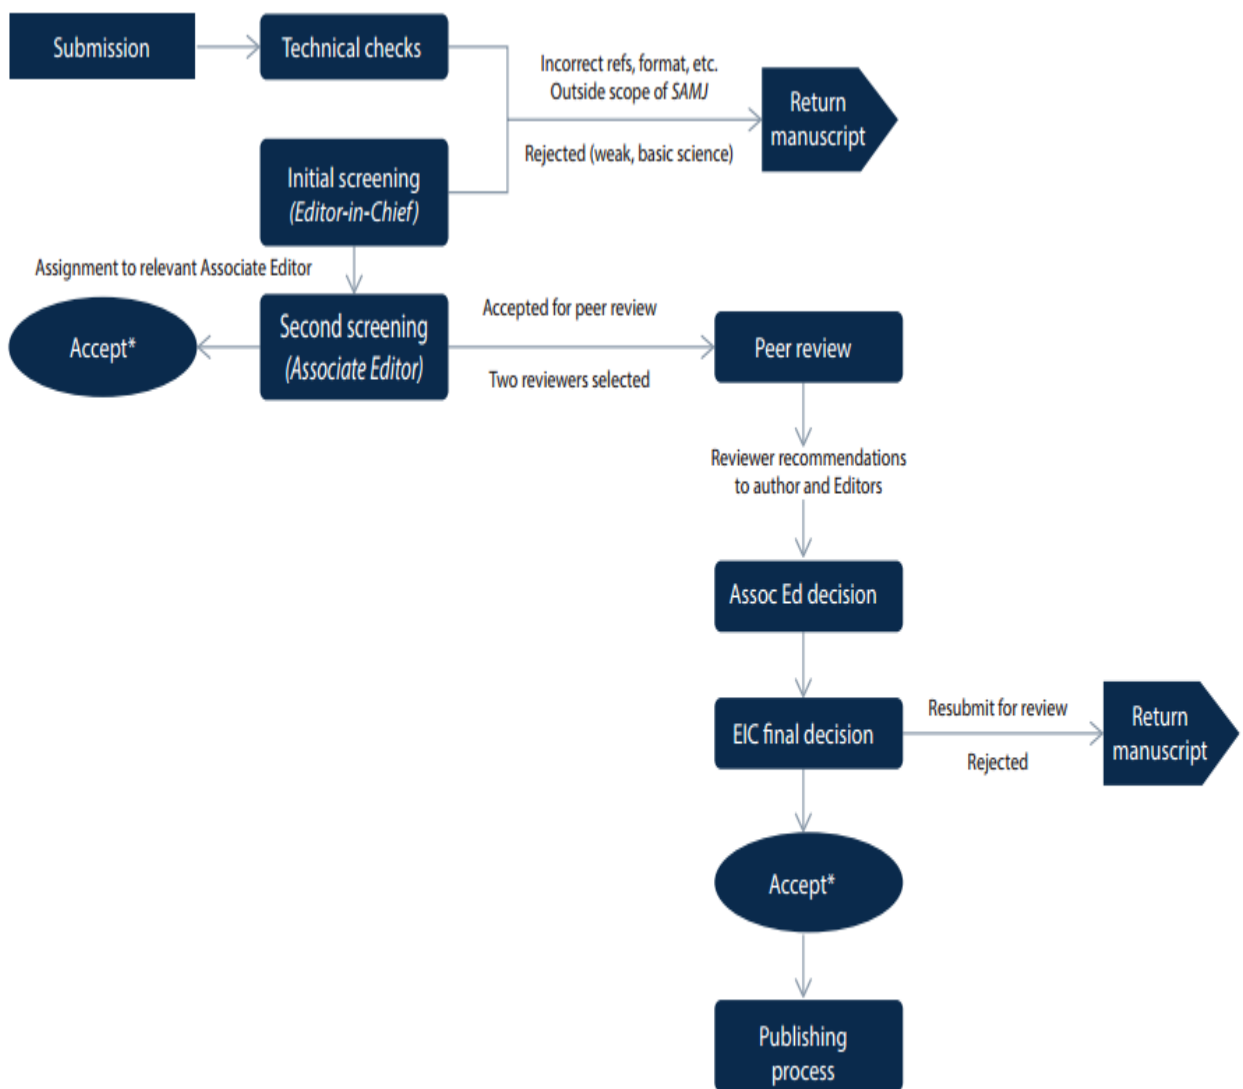 Submission
Technical checks
Incorrect refs, format, etc.
Outside scope of SAMJ
Rejected (weak, basic science)
Return
manuscript
Initial screening
(Editor-in-Chief)
Assignment to relevant Associate Editor
Accept*
Second screening
(Associate Editor)
Accepted for peer review
Two reviewers selected
Peer review
Reviewer recommendations
to author and Editors
Assoc Ed decision
EIC final decision
Resubmit for review
Rejected
Return
manuscript
Accept*
Publishing
process